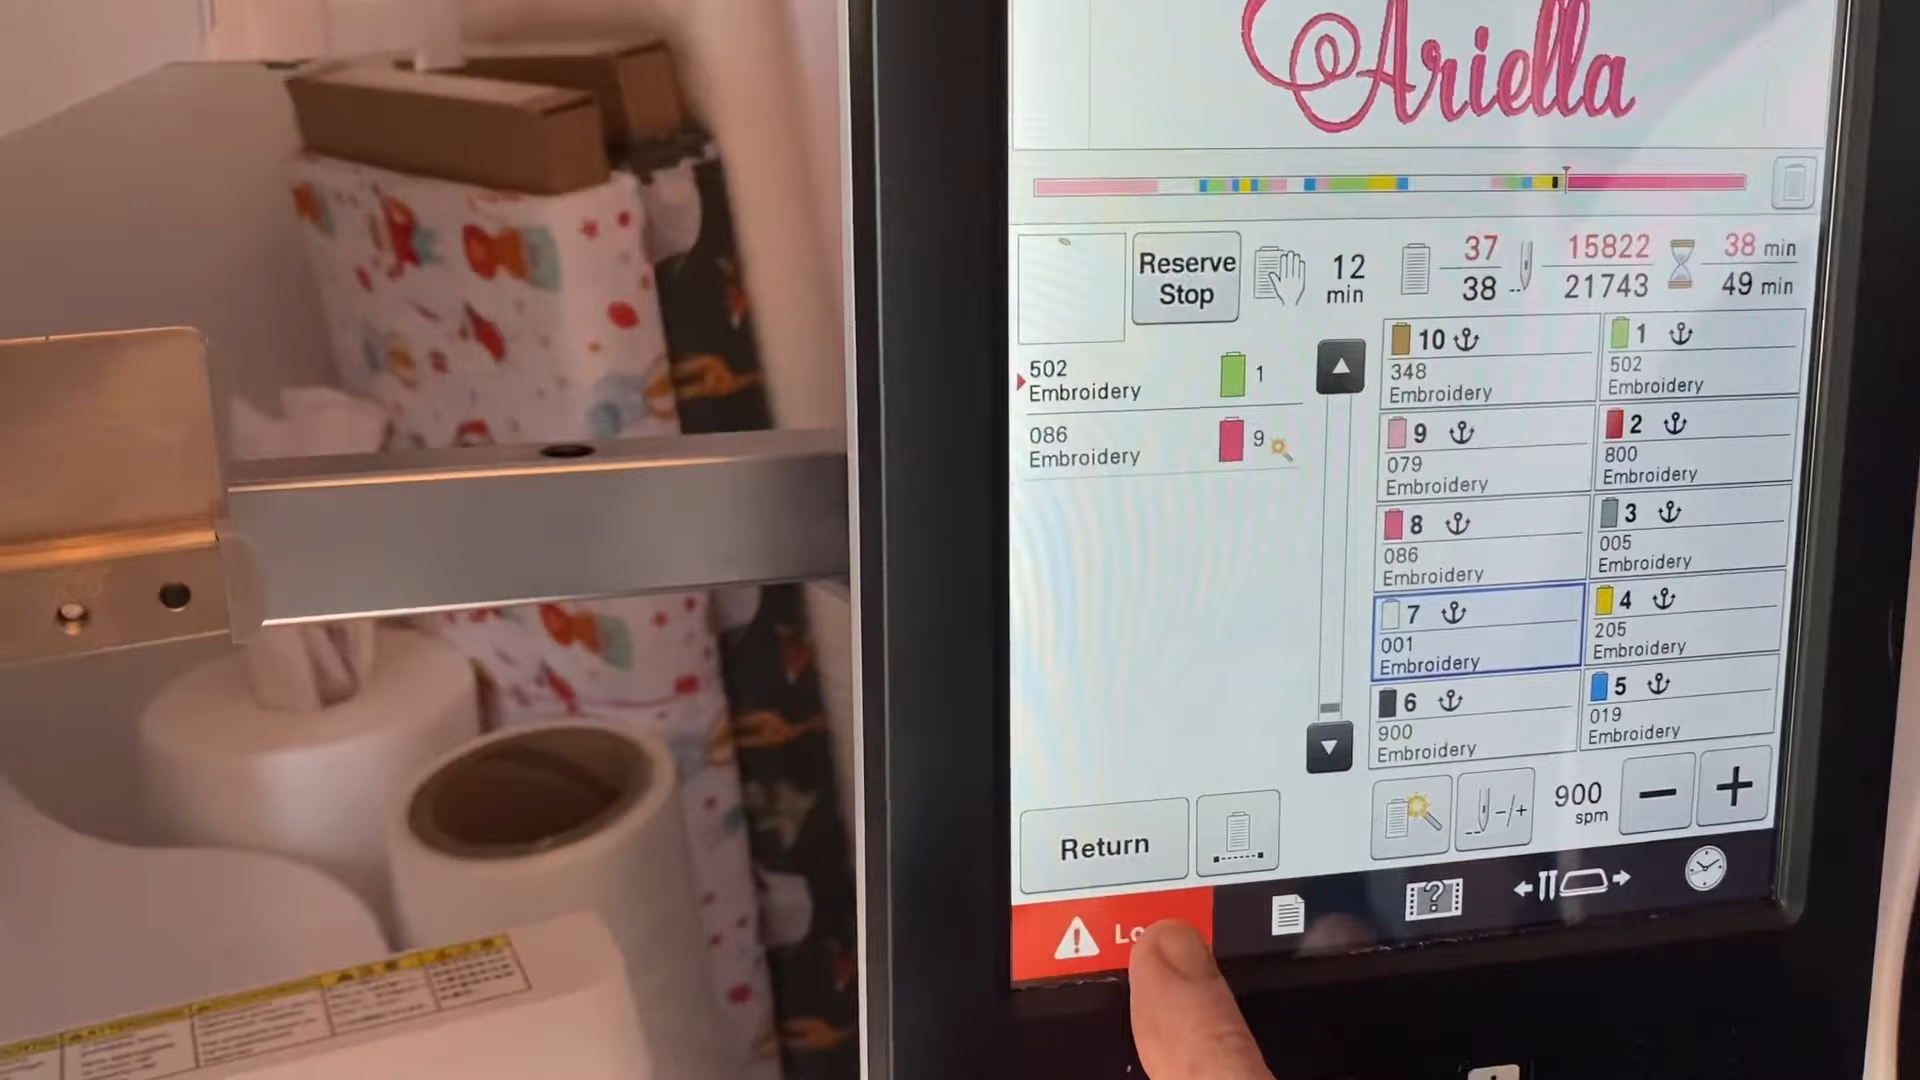 Ariella
Reserve
Stop
12
min
37
38
15822
21743
38 min
49 min
502
Embroidery
1
086
Embroidery
9
10
348
Embroidery
1
502
Embroidery
9
079
Embroidery
2
800
Embroidery
8
086
Embroidery
3
005
Embroidery
7
001
Embroidery
4
205
Embroidery
6
900
Embroidery
5
019
Embroidery
Return
-/+
900
spm